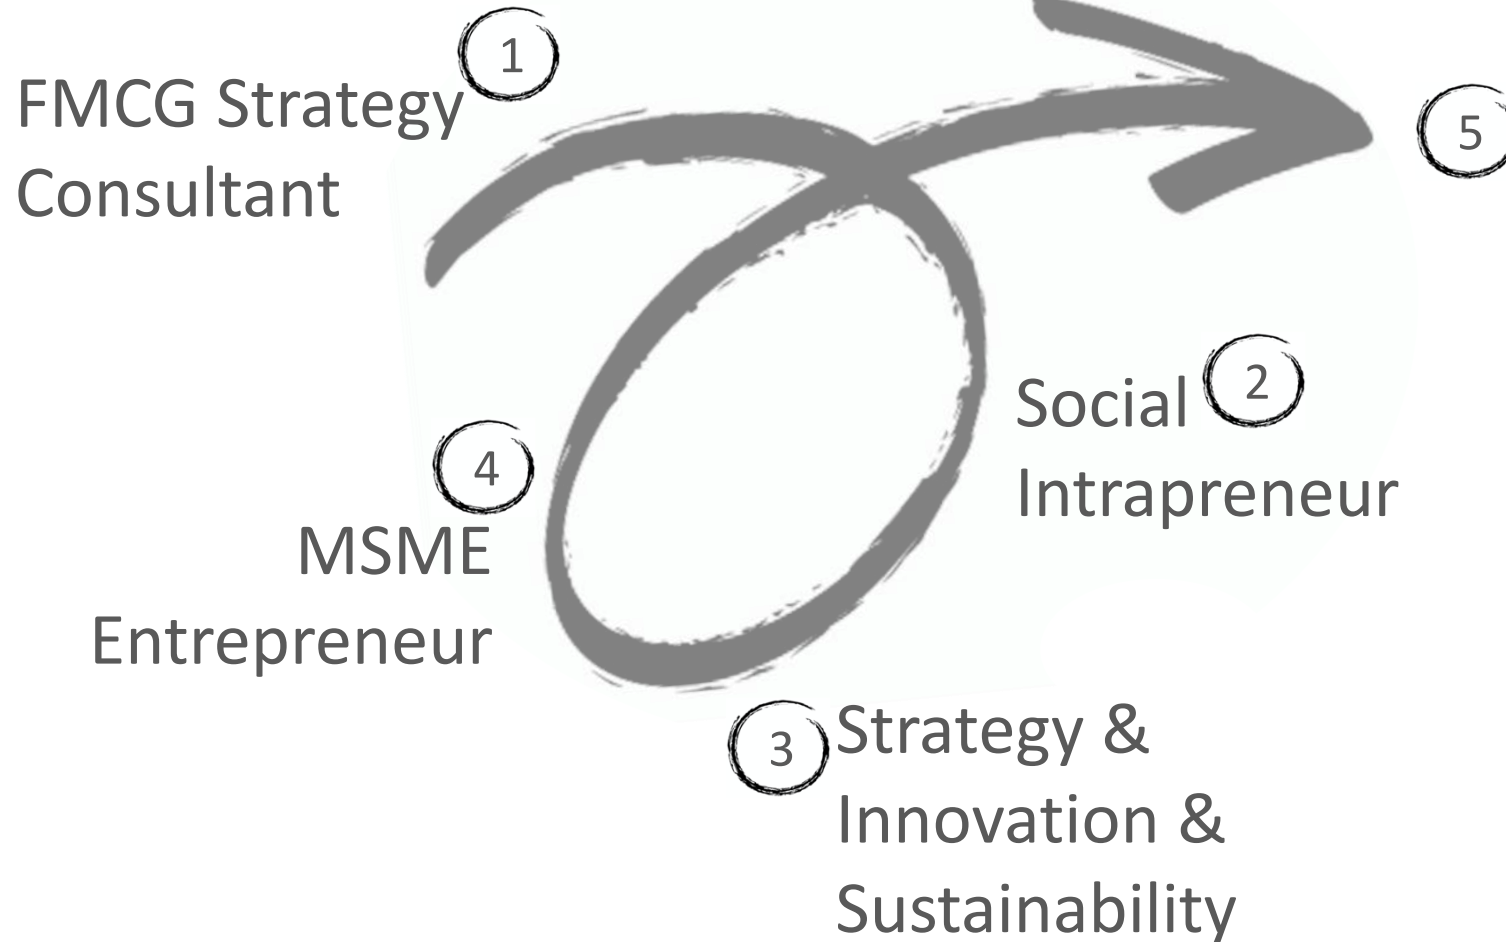 1
FMCG Strategy
Consultant
5
2
Social
Intrapreneur
4
MSME
Entrepreneur
3
Strategy &
Innovation &
Sustainability